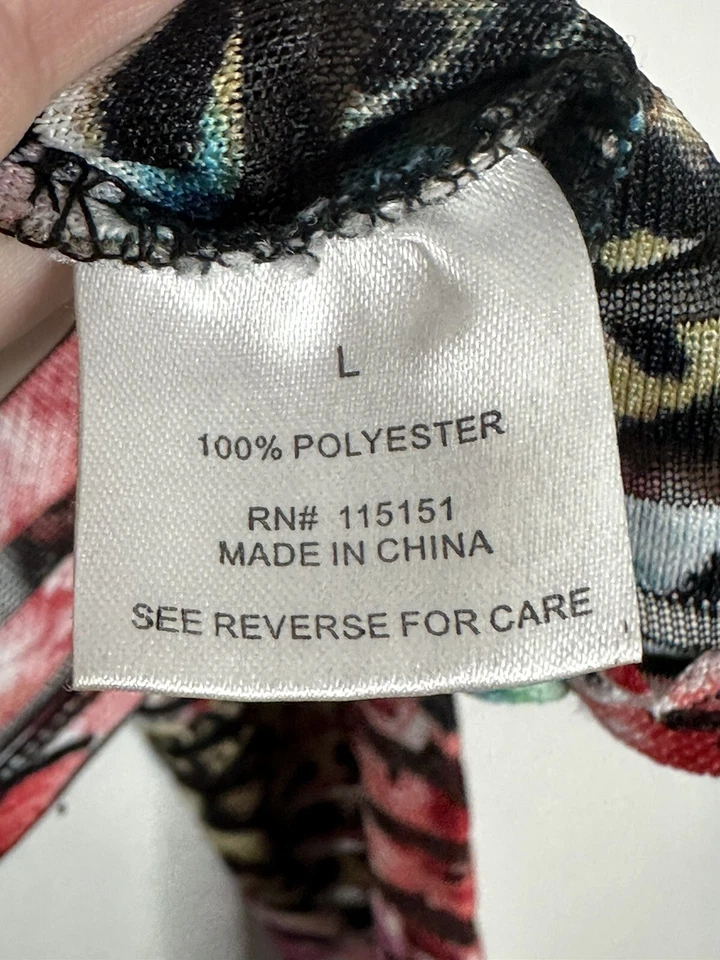 L
100% POLYESTER
RN# 115151
MADE IN CHINA
SEE REVERSE FOR CARE